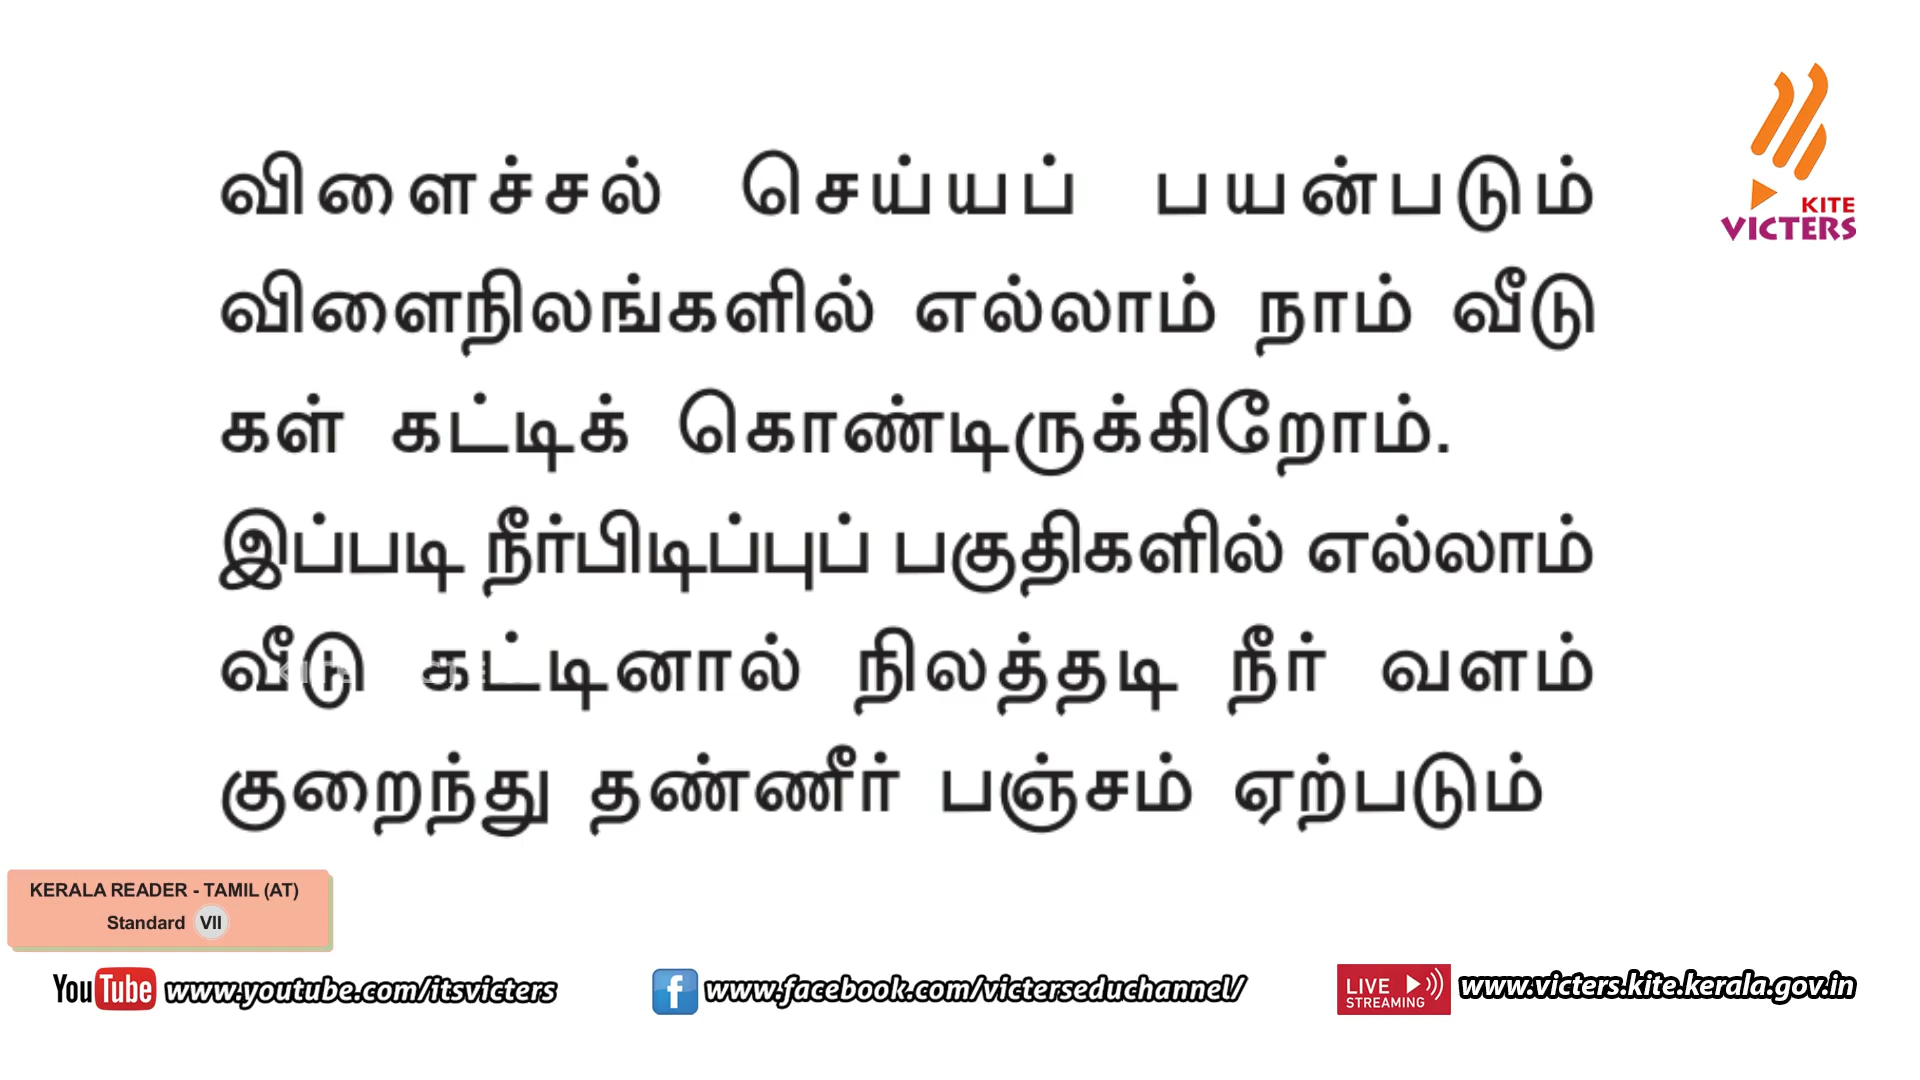 விளைச்சல் செய்யப் பயன்படும்
விளைநிலங்களில் எல்லாம் நாம் வீடு
கள் கட்டிக் கொண்டிருக்கிறோம்.
இப்படி நீர்பிடிப்புப் பகுதிகளில் எல்லாம்
வீடு கட்டினால் நிலத்தடி நீர் வளம்
குறைந்து தண்ணீர் பஞ்சம் ஏற்படும்
KITE
VICTERS
KERALA READER - TAMIL (AT)
Standard VII
YouTube www.youtube.com/itsvicters
f www.facebook.com/victerseduchannel/
LIVE STREAMING www.victers.kite.kerala.gov.in